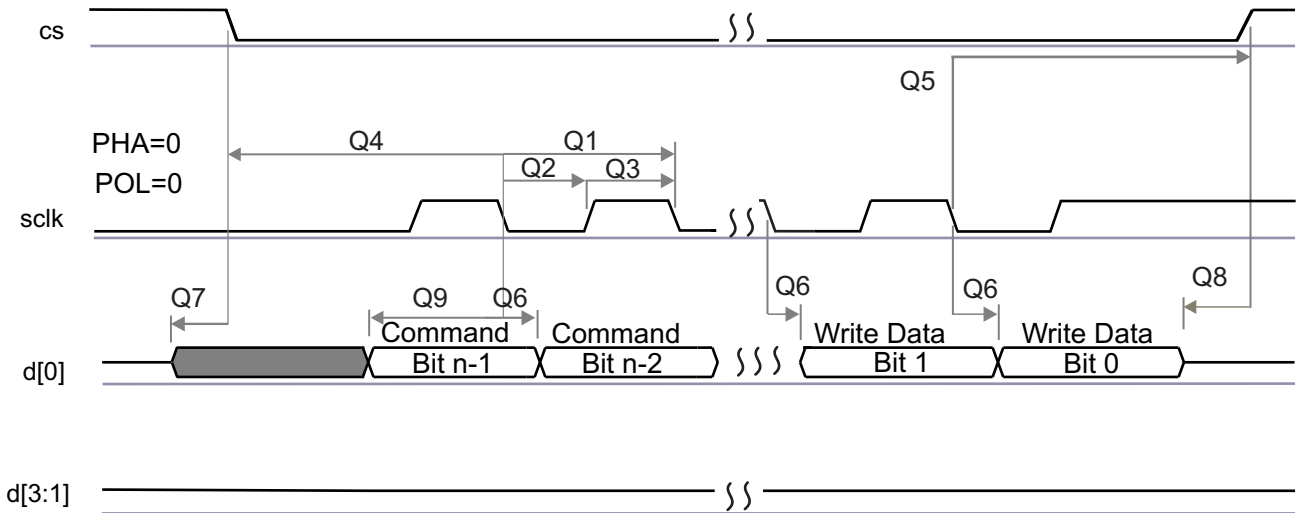 cs
Q5
PHA=0
Q4
Q1
POL=0
Q2
Q3
sclk
Q7
Q9
Q6
Q6
Q6
Q8
Command
Command
Write Data
Write Data
d[0]
Bit n-1
Bit n-2
Bit 1
Bit 0
d[3:1]